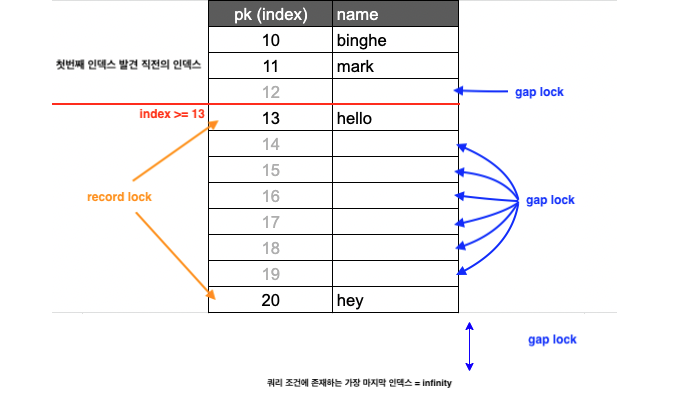 pk (index) name
10 binghe
첫번째 인덱스 발견 직전의 인덱스 11 mark
12 gap lock
index >= 13 13 hello
14
15
record lock 16 gap lock
17
18
19
20 hey
gap lock
쿼리 조건에 존재하는 가장 마지막 인덱스 = infinity